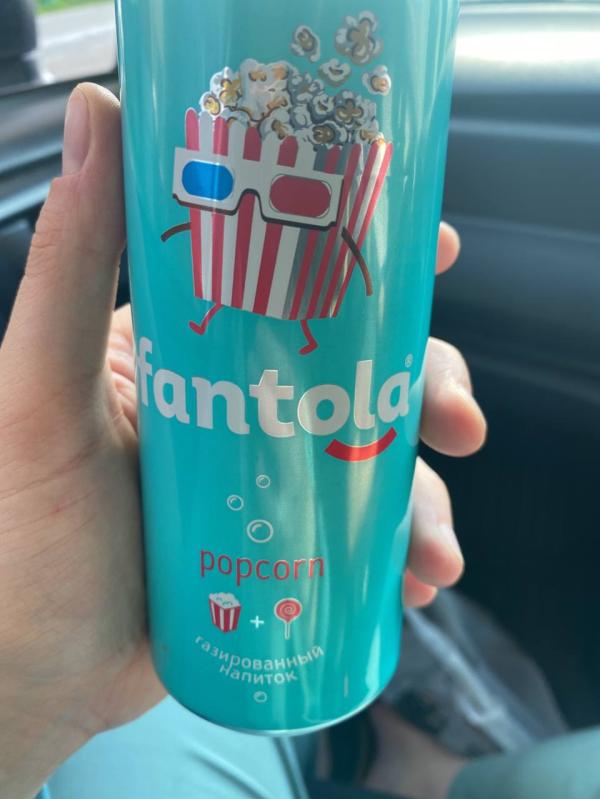 fantola®
popcorn
+
газированный
напиток